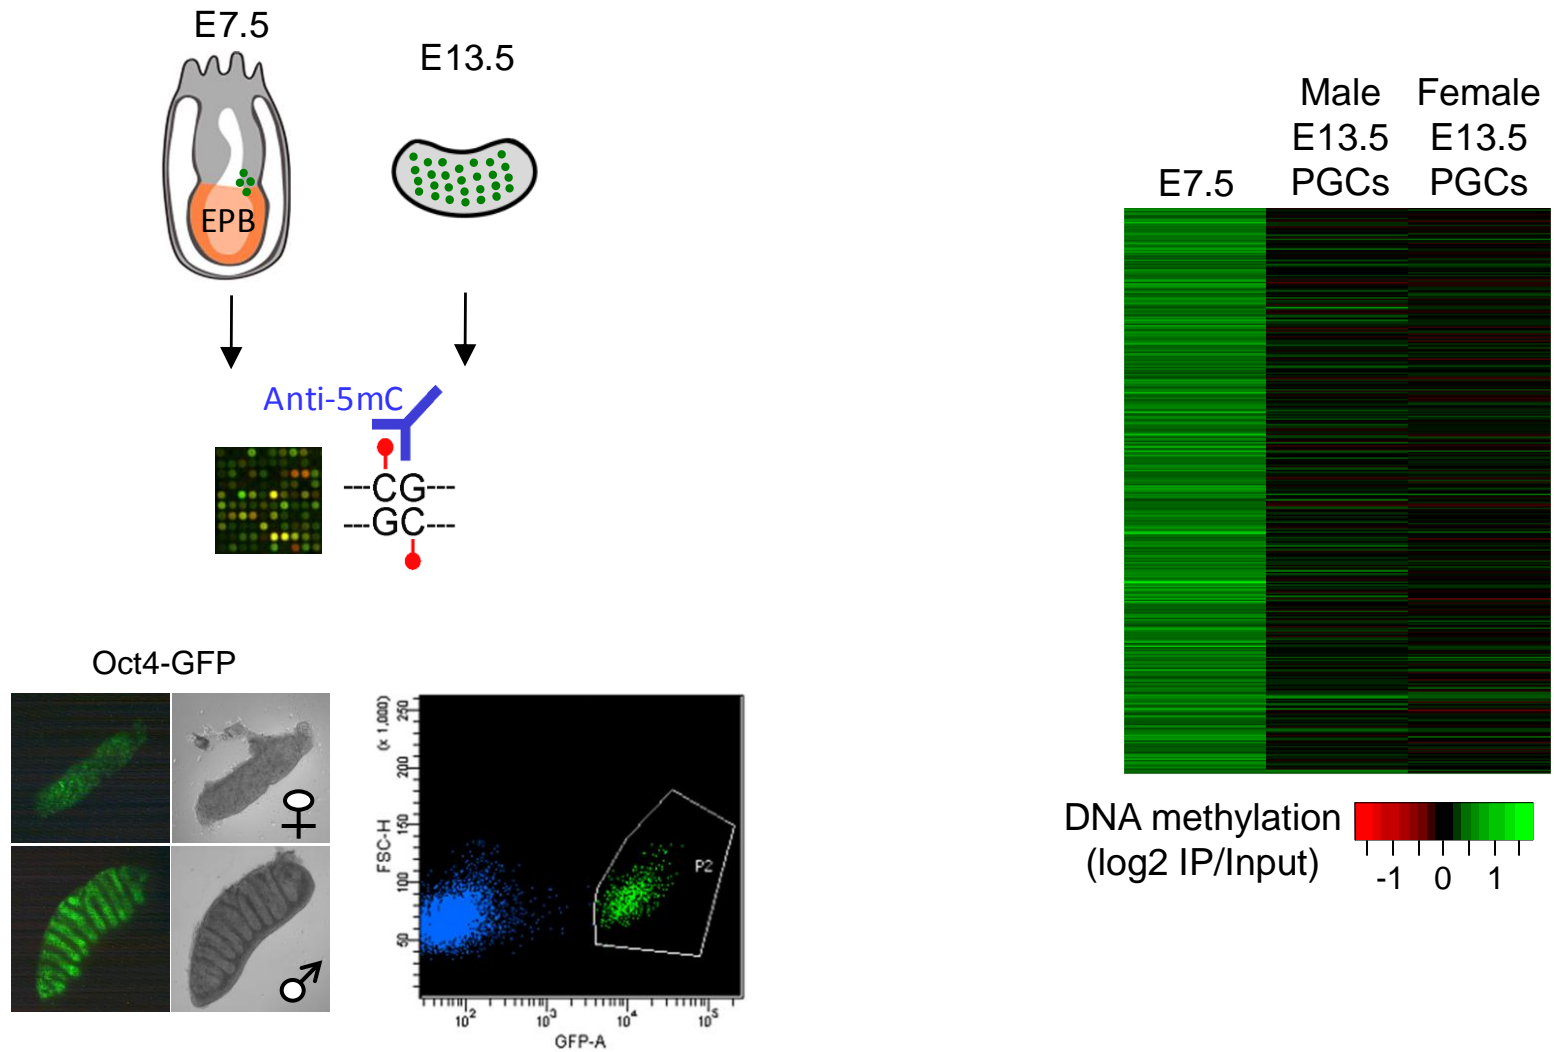 E7.5
E13.5
EPB
Anti-5mC
---CG---
---GC---
Oct4-GFP
♀
♂
(x 1,000)
250
200
150
100
50
FSC-H
P2
10²
10³
10⁴
10⁵
GFP-A
Male
E13.5
PGCs
Female
E13.5
PGCs
E7.5
DNA methylation
(log2 IP/Input)
-1
0
1